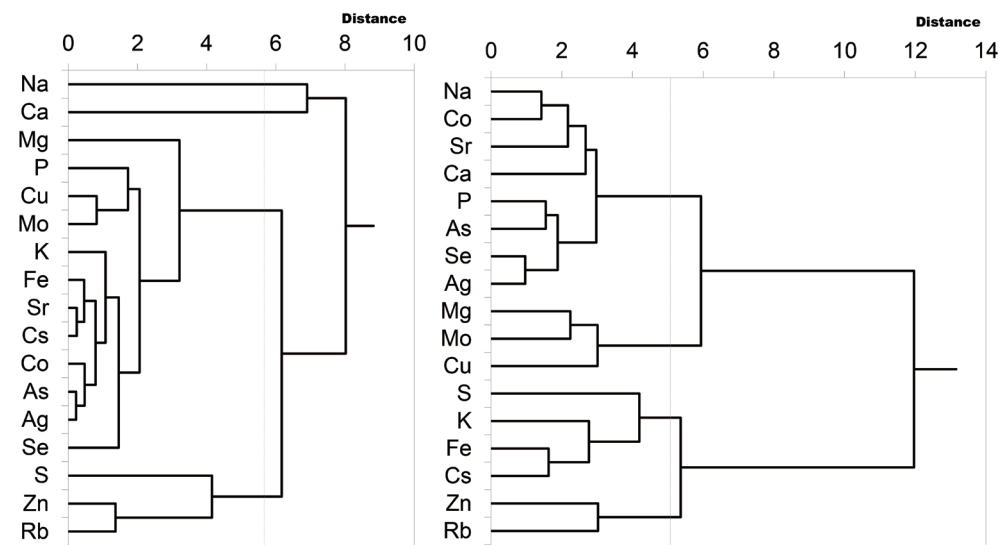 Distance
0 2 4 6 8 10
Na
Ca
Mg
P
Cu
Mo
K
Fe
Sr
Cs
Co
As
Ag
Se
S
Zn
Rb
Distance
0 2 4 6 8 10 12 14
Na
Co
Sr
Ca
P
As
Se
Ag
Mg
Mo
Cu
S
K
Fe
Cs
Zn
Rb